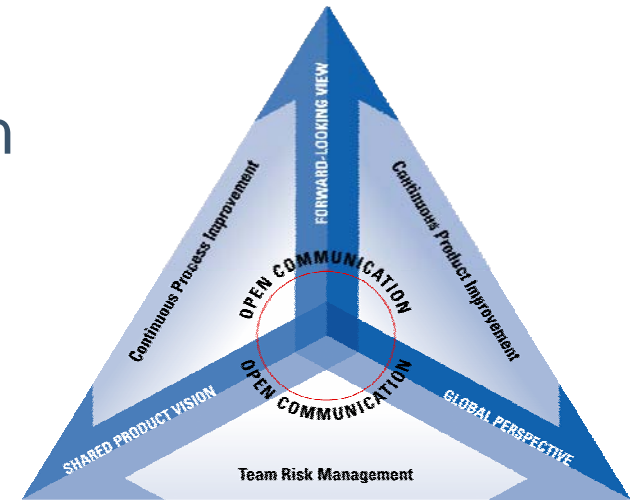 n
FORWARD-LOOKING VIEW
Continuous Process Improvement
Continuous Product Improvement
OPEN COMMUNICATION
OPEN COMMUNICATION
SHARED PRODUCT VISION
GLOBAL PERSPECTIVE
Team Risk Management